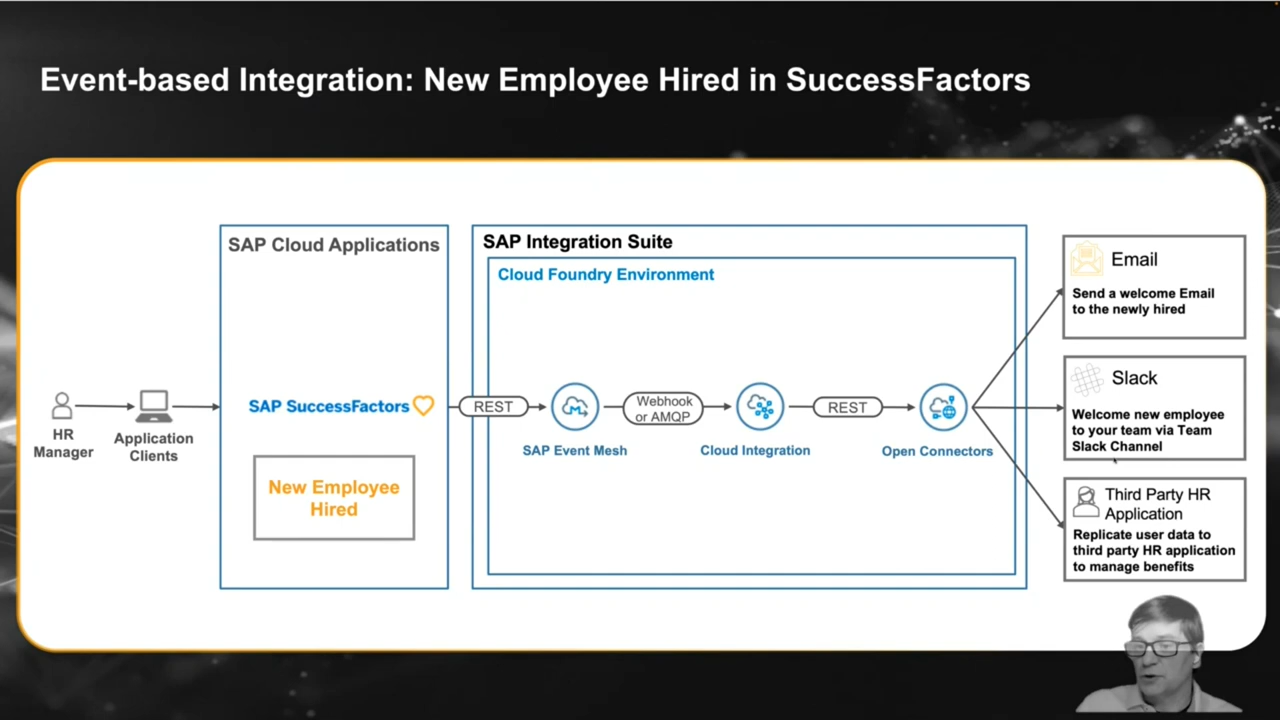 Event-based Integration: New Employee Hired in SuccessFactors
HR
Manager
Application
Clients
SAP Cloud Applications
SAP SuccessFactors
New Employee
Hired
SAP Integration Suite
Cloud Foundry Environment
REST
SAP Event Mesh
Webhook
or AMQP
Cloud Integration
REST
Open Connectors
Email
Send a welcome Email
to the newly hired
Slack
Welcome new employee
to your team via Team
Slack Channel
Third Party HR
Application
Replicate user data to
third party HR application
to manage benefits